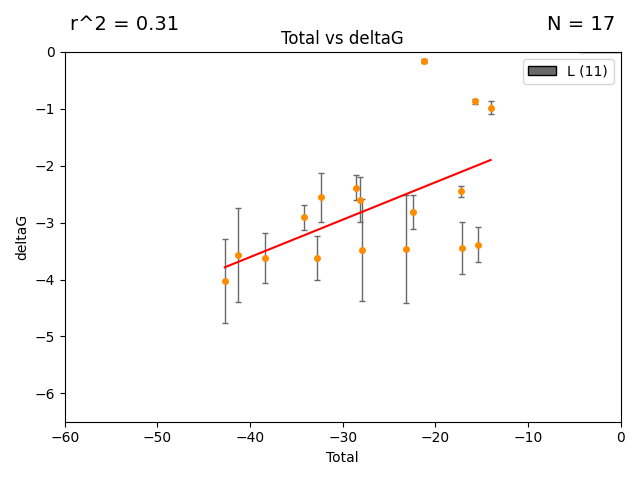 r^2 = 0.31
N = 17
Total vs deltaG
L (11)
deltaG
0
−1
−2
−3
−4
−5
−6
−60
−50
−40
−30
−20
−10
0
Total